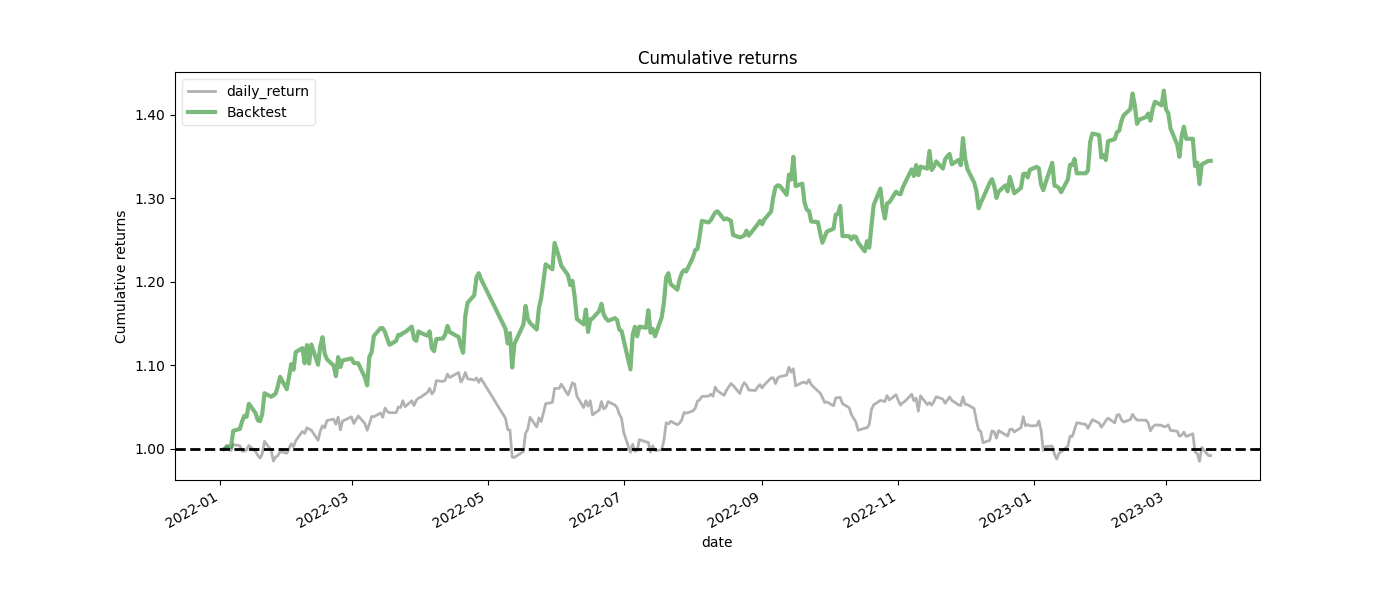 Cumulative returns
daily_return
Backtest
1.40
1.30
1.20
1.10
1.00
Cumulative returns
2022-01
2022-03
2022-05
2022-07
2022-09
2022-11
2023-01
2023-03
date